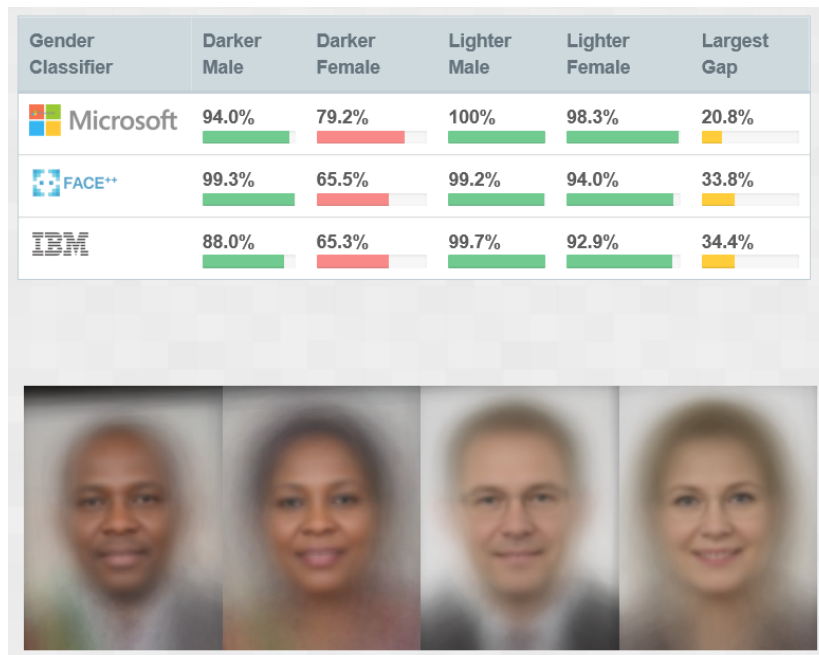 Gender Classifier Darker Male Darker Female Lighter Male Lighter Female Largest Gap
Microsoft 94.0% 79.2% 100% 98.3% 20.8%
FACE++ 99.3% 65.5% 99.2% 94.0% 33.8%
IBM 88.0% 65.3% 99.7% 92.9% 34.4%